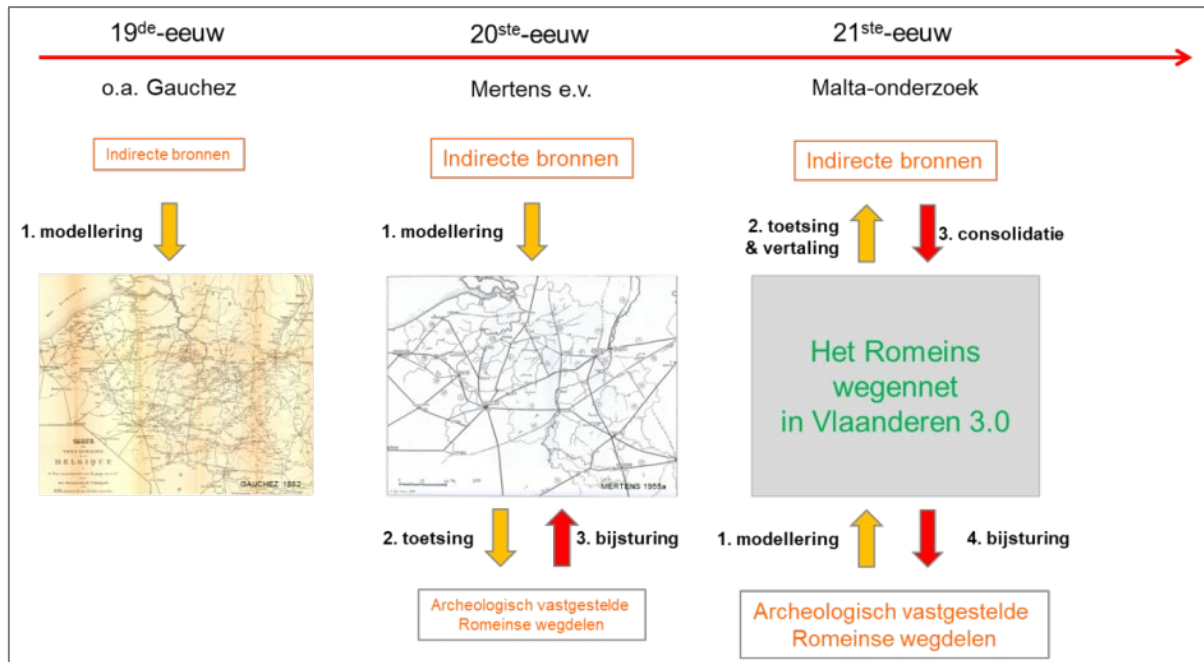 19de-eeuw
20ste-eeuw
21ste-eeuw
o.a. Gauchez
Mertens e.v.
Malta-onderzoek
Indirecte bronnen
Indirecte bronnen
Indirecte bronnen
1. modellering
1. modellering
2. toetsing
& vertaling
3. consolidatie
BELGIQUE
GAUCHEZ 1882
MERTENS 1955a
Het Romeins
wegennet
in Vlaanderen 3.0
2. toetsing
3. bijsturing
1. modellering
4. bijsturing
Archeologisch vastgestelde
Romeinse wegdelen
Archeologisch vastgestelde
Romeinse wegdelen